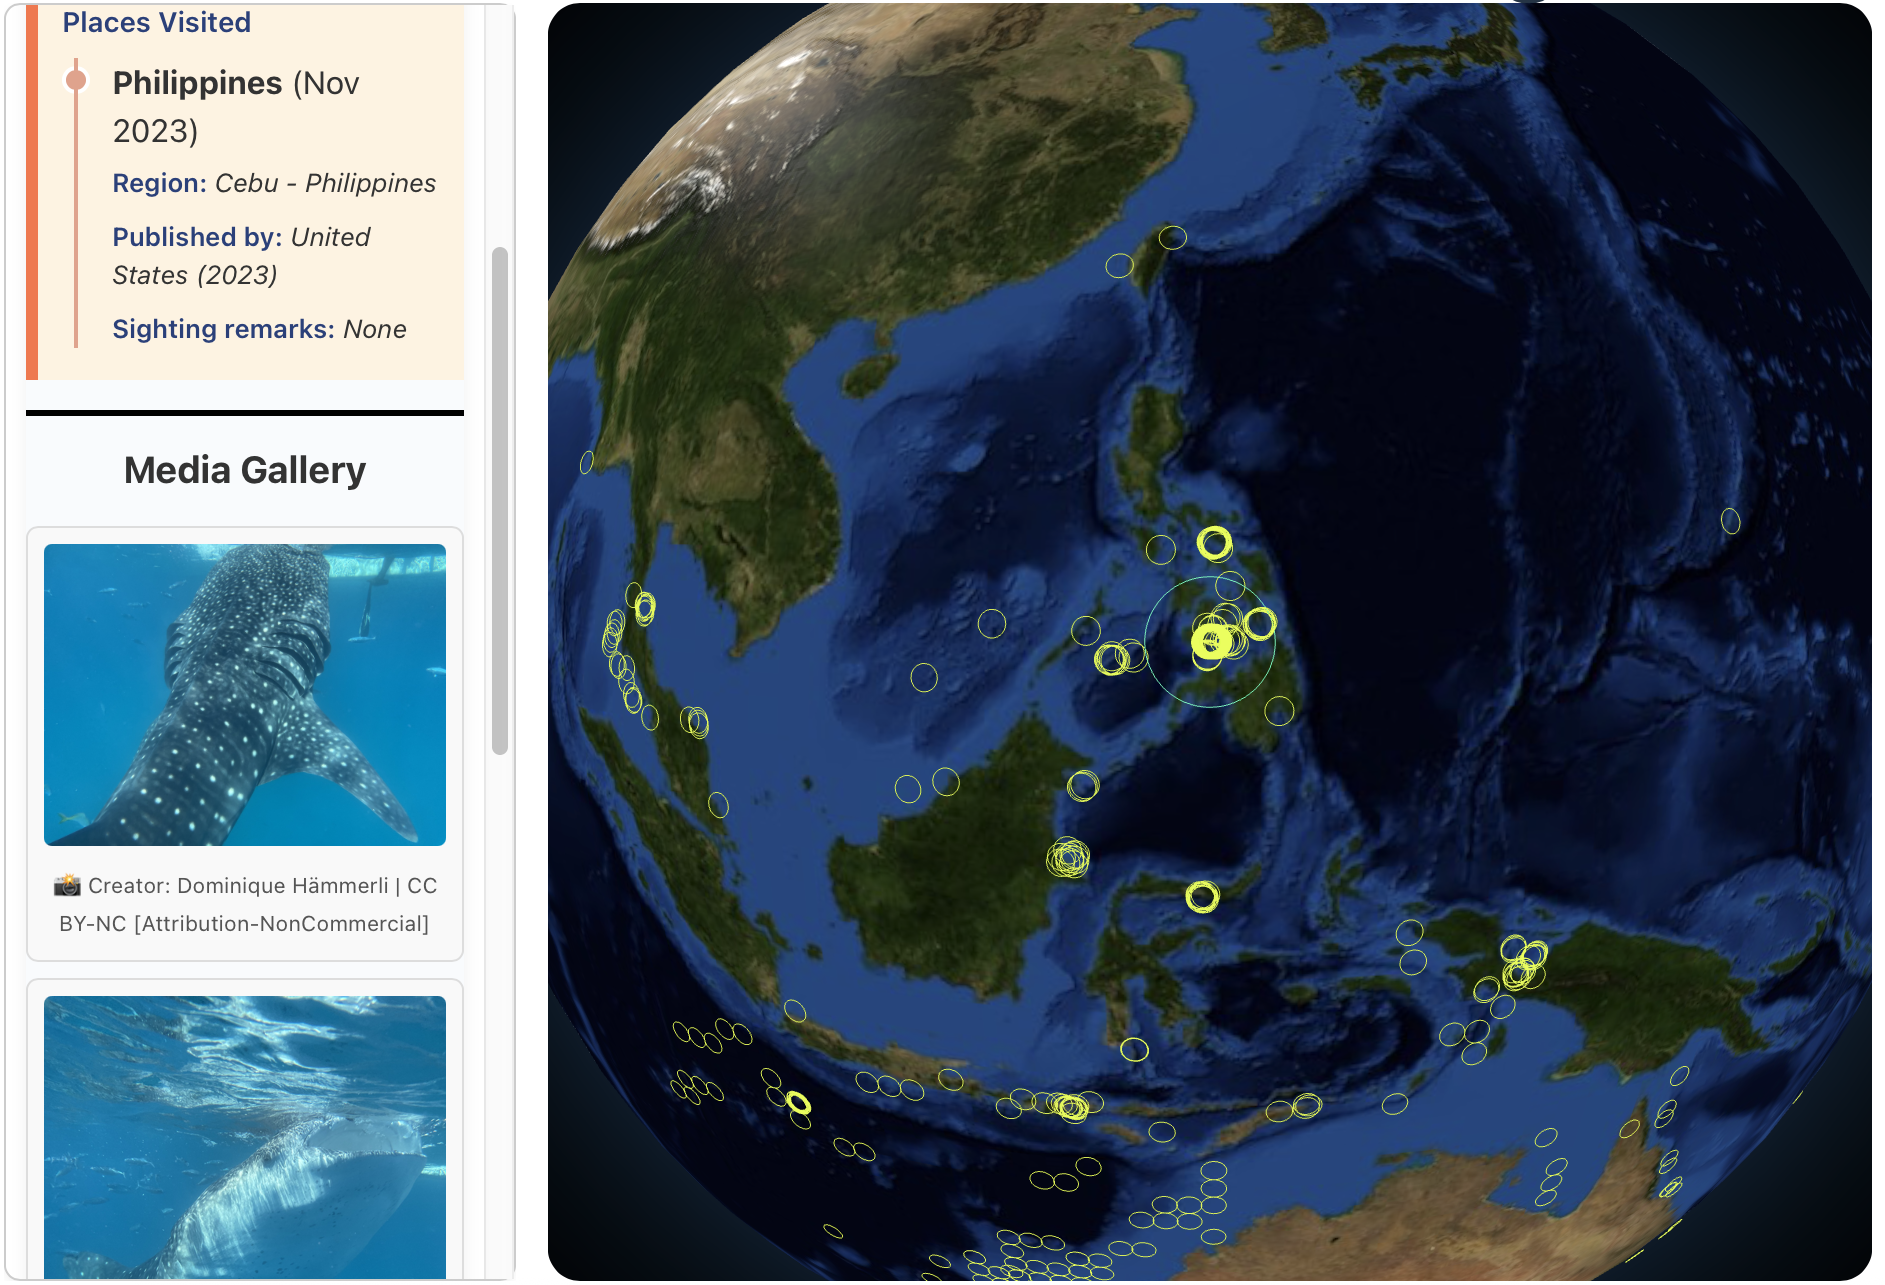 Places Visited
Philippines (Nov
2023)
Region: Cebu - Philippines
Published by: United
States (2023)
Sighting remarks: None
Media Gallery
📸 Creator: Dominique Hämmerli | CC
BY-NC [Attribution-NonCommercial]